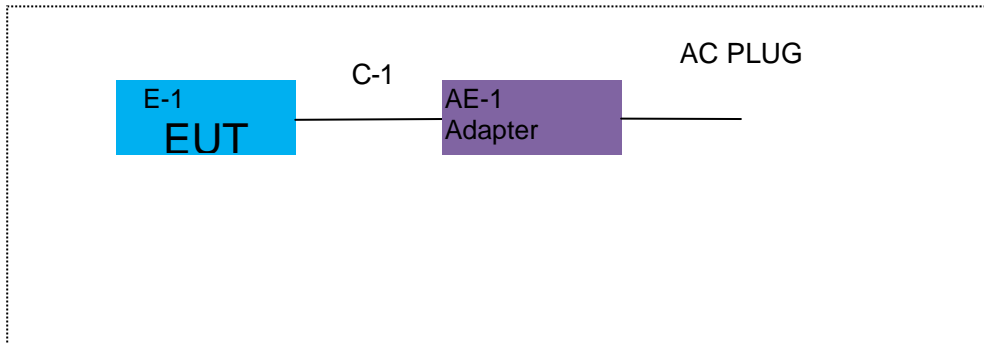 AC PLUG
C-1
E-1
EUT
AE-1
Adapter